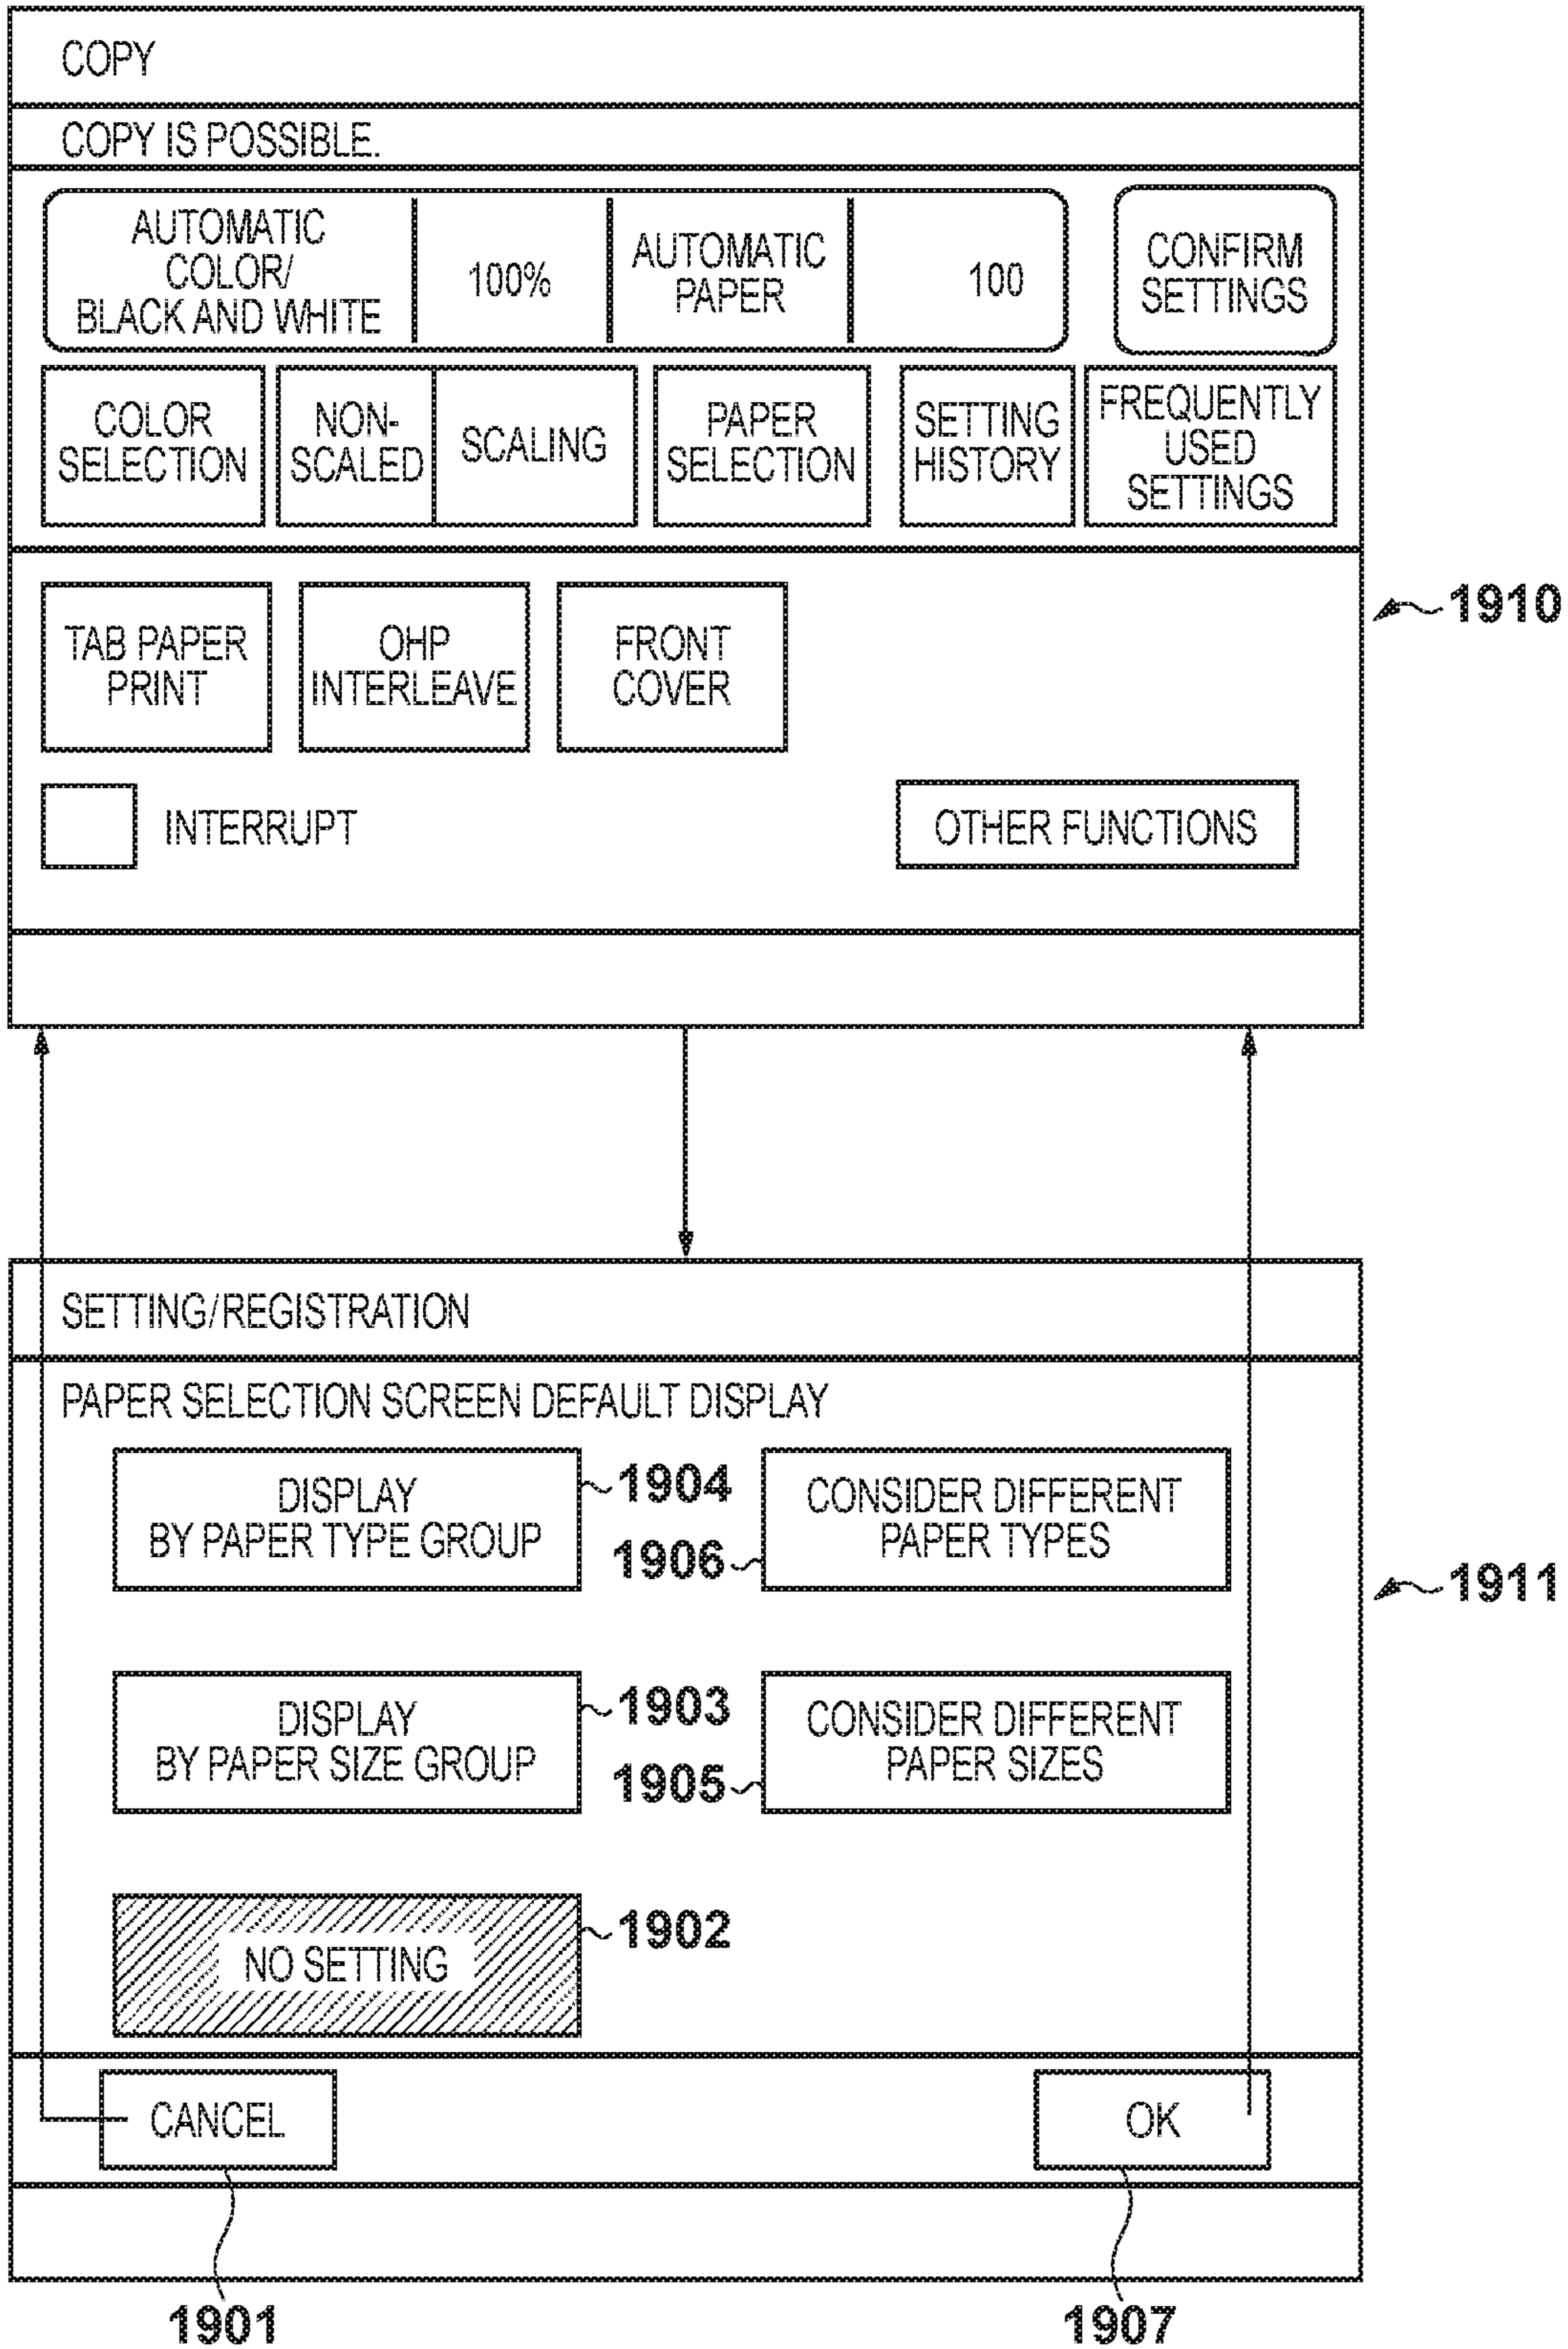 COPY
COPY IS POSSIBLE.
AUTOMATIC
COLOR/
BLACK AND WHITE
100%
AUTOMATIC
PAPER
100
CONFIRM
SETTINGS
COLOR
SELECTION
NON-
SCALED
SCALING
PAPER
SELECTION
SETTING
HISTORY
FREQUENTLY
USED
SETTINGS
1910
TAB PAPER
PRINT
OHP
INTERLEAVE
FRONT
COVER
INTERRUPT
OTHER FUNCTIONS
SETTING/REGISTRATION
PAPER SELECTION SCREEN DEFAULT DISPLAY
DISPLAY
BY PAPER TYPE GROUP
1904
1906
CONSIDER DIFFERENT
PAPER TYPES
1911
DISPLAY
BY PAPER SIZE GROUP
1903
1905
CONSIDER DIFFERENT
PAPER SIZES
NO SETTING
1902
CANCEL
OK
1901
1907